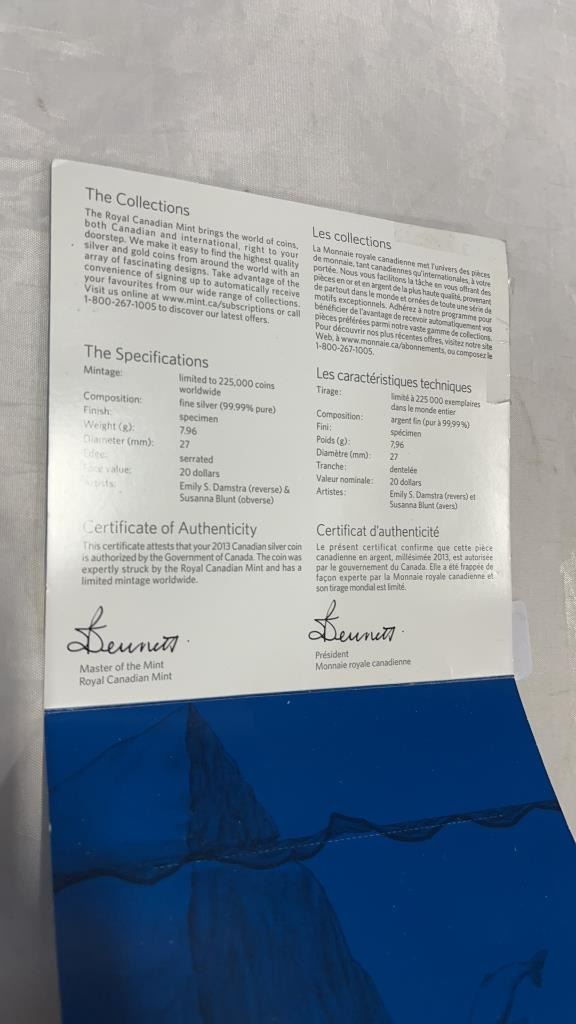 The Collections
The Royal Canadian Mint brings the world of coins,
both Canadian and international, right to your
doorstep. We make it easy to find the highest quality
silver and gold coins from around the world with an
array of fascinating designs. Take advantage of the
convenience of signing up to automatically receive
your favourites from our wide range of collections.
Visit us online at www.mint.ca/subscriptions or call
1-800-267-1005 to discover our latest offers.
The Specifications
Mintage: limited to 225,000 coins
worldwide
Composition: fine silver (99.99% pure)
Finish: specimen
Weight (g): 7.96
Diameter (mm): 27
Edge: serrated
Face value: 20 dollars
Artists: Emily S. Damstra (reverse) &
Susanna Blunt (obverse)
Certificate of Authenticity
This certificate attests that your 2013 Canadian silver coin
is authorized by the Government of Canada. The coin was
expertly struck by the Royal Canadian Mint and has a
limited mintage worldwide.
Bennett
Master of the Mint
Royal Canadian Mint
Les collections
La Monnaie royale canadienne met l'univers des pièces
de monnaie, tant canadiennes qu'internationales, à votre
portée. Nous vous facilitons la tâche en vous offrant des
pièces en or et en argent de la plus haute qualité, provenant
de partout dans le monde et ornées de toute une série de
motifs exceptionnels. Adhérez à notre programme pour
bénéficier de l'avantage de recevoir automatiquement vos
pièces préférées parmi notre vaste gamme de collections.
Pour découvrir nos plus récentes offres, visitez notre site
Web, à www.monnaie.ca/abonnements, ou composez le
1-800-267-1005.
Les caractéristiques techniques
Tirage: limité à 225 000 exemplaires
dans le monde entier
Composition: argent fin (pur à 99,99 %)
Fini: spécimen
Poids (g): 7,96
Diamètre (mm): 27
Tranche: dentelée
Valeur nominale: 20 dollars
Artistes: Emily S. Damstra (revers) et
Susanna Blunt (avers)
Certificat d'authenticité
Le présent certificat confirme que cette pièce
canadienne en argent, millésimée 2013, est autorisée
par le gouvernement du Canada. Elle a été frappée de
façon experte par la Monnaie royale canadienne et
son tirage mondial est limité.
Bennett
Président
Monnaie royale canadienne